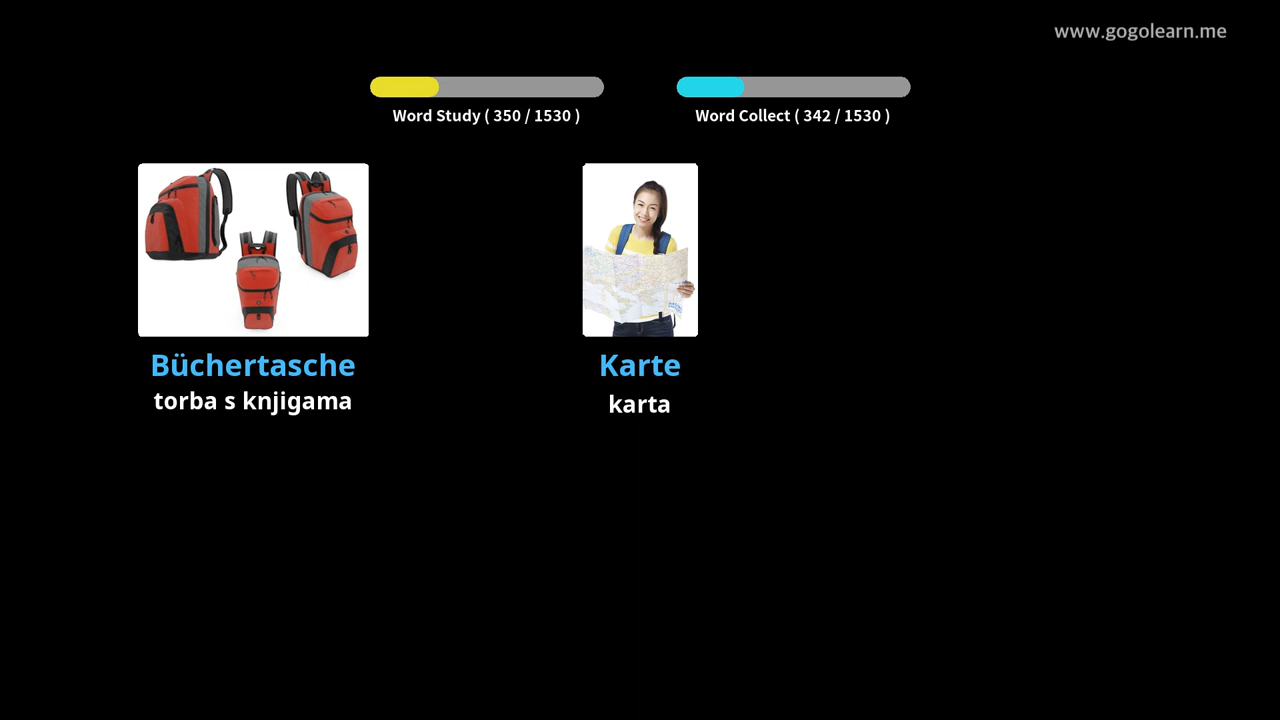 www.gogolearn.me
Word Study ( 350 / 1530 )
Word Collect ( 342 / 1530 )
Büchertasche
torba s knjigama
Karte
karta